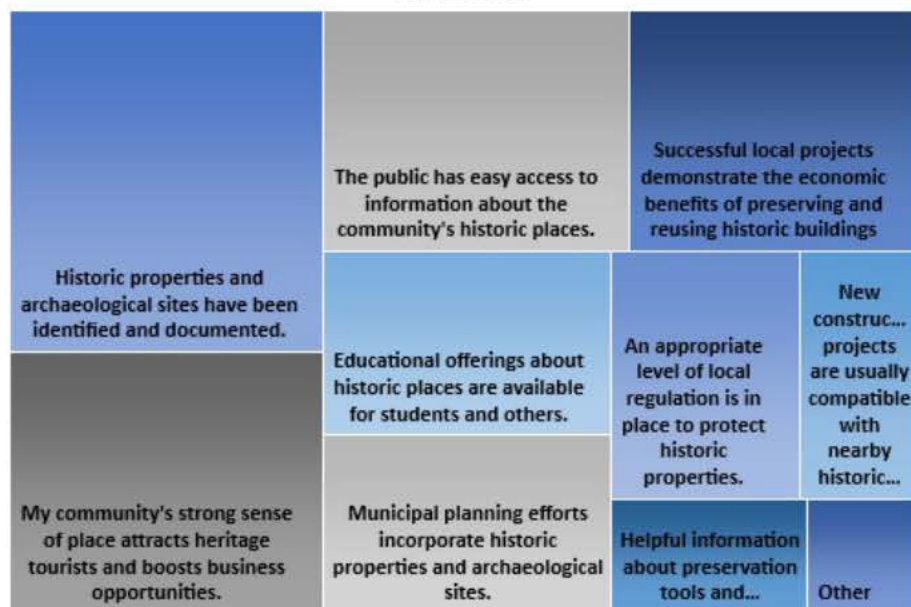 Historic properties and
archaeological sites have been
identified and documented.
My community's strong sense
of place attracts heritage
tourists and boosts business
opportunities.
The public has easy access to
information about the
community's historic places.
Successful local projects
demonstrate the economic
benefits of preserving and
reusing historic buildings
Educational offerings about
historic places are available
for students and others.
Municipal planning efforts
incorporate historic
properties and archaeological
sites.
An appropriate
level of local
regulation is in
place to protect
historic
properties.
New
construc...
projects
are usually
compatible
with
nearby
historic...
Helpful information
about preservation
tools and...
Other